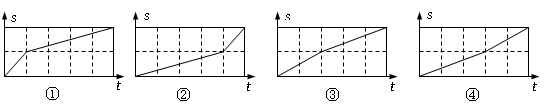 s s s s
t t t t
① ② ③ ④